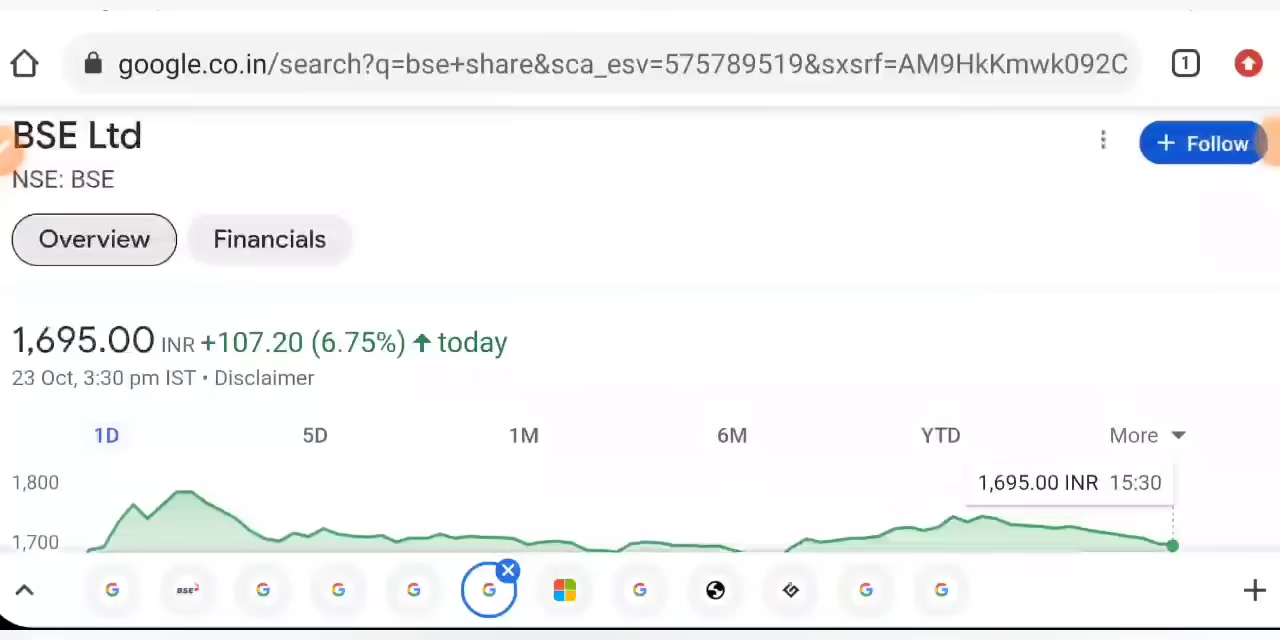 google.co.in/search?q=bse+share&sca_esv=575789519&sxsrf=AM9HkKmwk092C
1
BSE Ltd
+ Follow
NSE: BSE
Overview Financials
1,695.00 INR +107.20 (6.75%) ↑ today
23 Oct, 3:30 pm IST • Disclaimer
1D 5D 1M 6M YTD More
1,800
1,695.00 INR 15:30
1,700
G BSE G G G G G G G